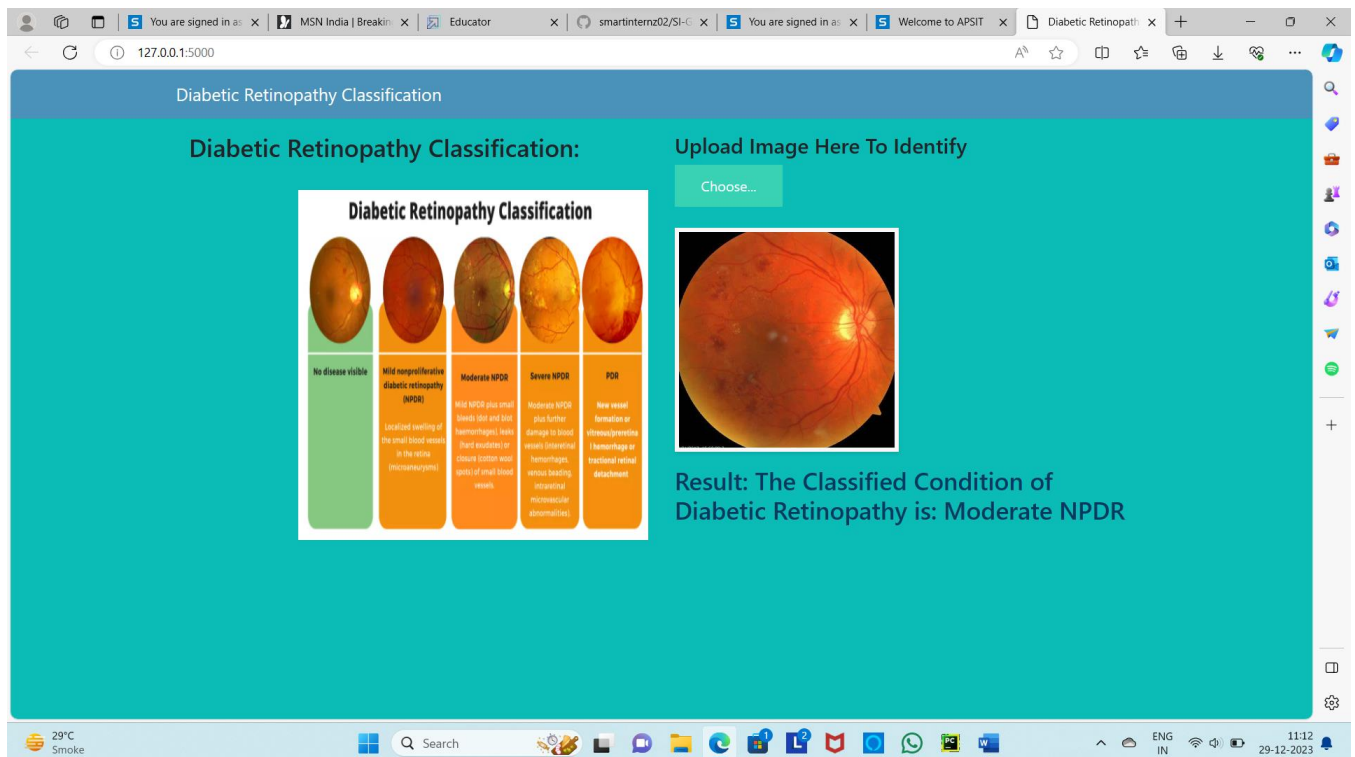 You are signed in as
MSN India | Breakin
Educator
smartinternz02/SI-G
You are signed in as
Welcome to APSIT
Diabetic Retinopath
127.0.0.1:5000
Diabetic Retinopathy Classification
Diabetic Retinopathy Classification:
Diabetic Retinopathy Classification
No disease visible
Mild nonproliferative
diabetic retinopathy
(NPDR)
Localized swelling of
the small blood vessels
in the retina
(microaneuryms)
Moderate NPDR
Mild NPDR plus small
bleeds (dot and blot
haemorrhages), leaks
(hard exudates) or
closure (cotton wool
spots) of small blood
vessels
Severe NPDR
Moderate NPDR
plus further
damage to blood
vessels (interetinal
hemorrhages,
venous beading,
intraretinal
microvascular
abnormalities).
PDR
New vessel
formation or
vitreous/preretina
l hemorrhage or
tractional retinal
detachment
Upload Image Here To Identify
Choose...
Result: The Classified Condition of
Diabetic Retinopathy is: Moderate NPDR
29°C
Smoke
Search
ENG
IN
11:12
29-12-2023